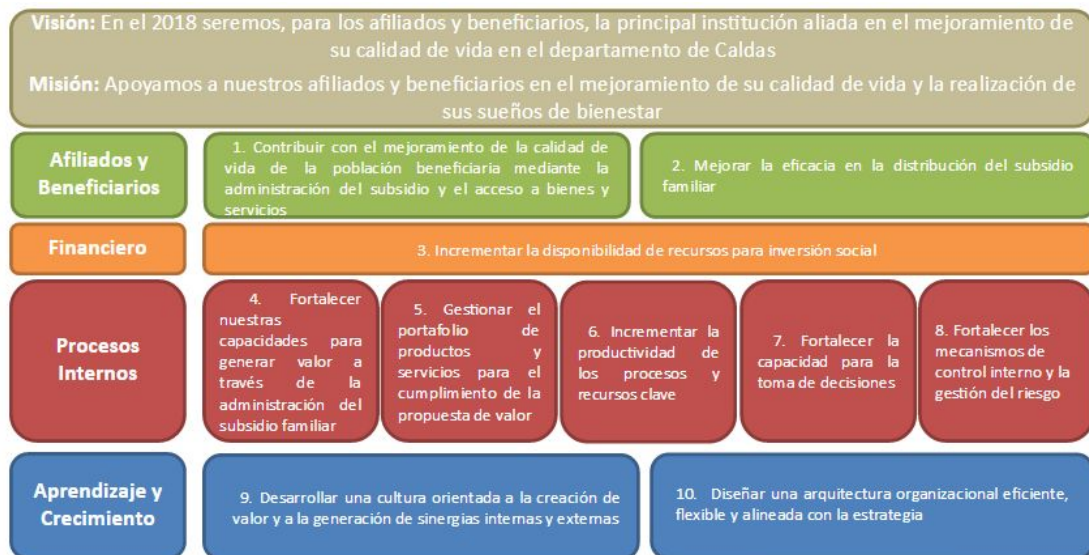 Visión: En el 2018 seremos, para los afiliados y beneficiarios, la principal institución aliada en el mejoramiento de
su calidad de vida en el departamento de Caldas
Misión: Apoyamos a nuestros afiliados y beneficiarios en el mejoramiento de su calidad de vida y la realización de
sus sueños de bienestar
Afiliados y
Beneficiarios
1. Contribuir con el mejoramiento de la calidad de
vida de la población beneficiaria mediante la
administración del subsidio y el acceso a bienes y
servicios
2. Mejorar la eficacia en la distribución del subsidio
familiar
Financiero
3. Incrementar la disponibilidad de recursos para inversión social
Procesos
Internos
4. Fortalecer
nuestras
capacidades para
generar valor a
través de la
administración del
subsidio familiar
5. Gestionar el
portafolio de
productos y
servicios para el
cumplimiento de la
propuesta de valor
6. Incrementar la
productividad de
los procesos y
recursos clave
7. Fortalecer la
capacidad para la
toma de decisiones
8. Fortalecer los
mecanismos de
control interno y la
gestión del riesgo
Aprendizaje y
Crecimiento
9. Desarrollar una cultura orientada a la creación de
valor y a la generación de sinergias internas y externas
10. Diseñar una arquitectura organizacional eficiente,
flexible y alineada con la estrategia